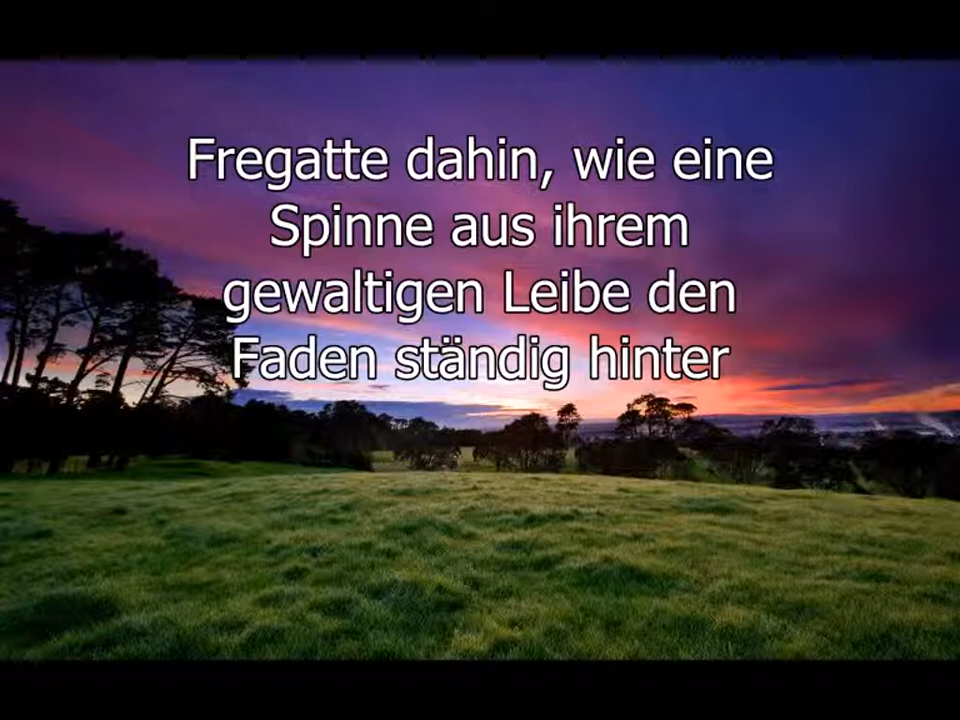 Fregatte dahin, wie eine
Spinne aus ihrem
gewaltigen Leibe den
Faden ständig hinter